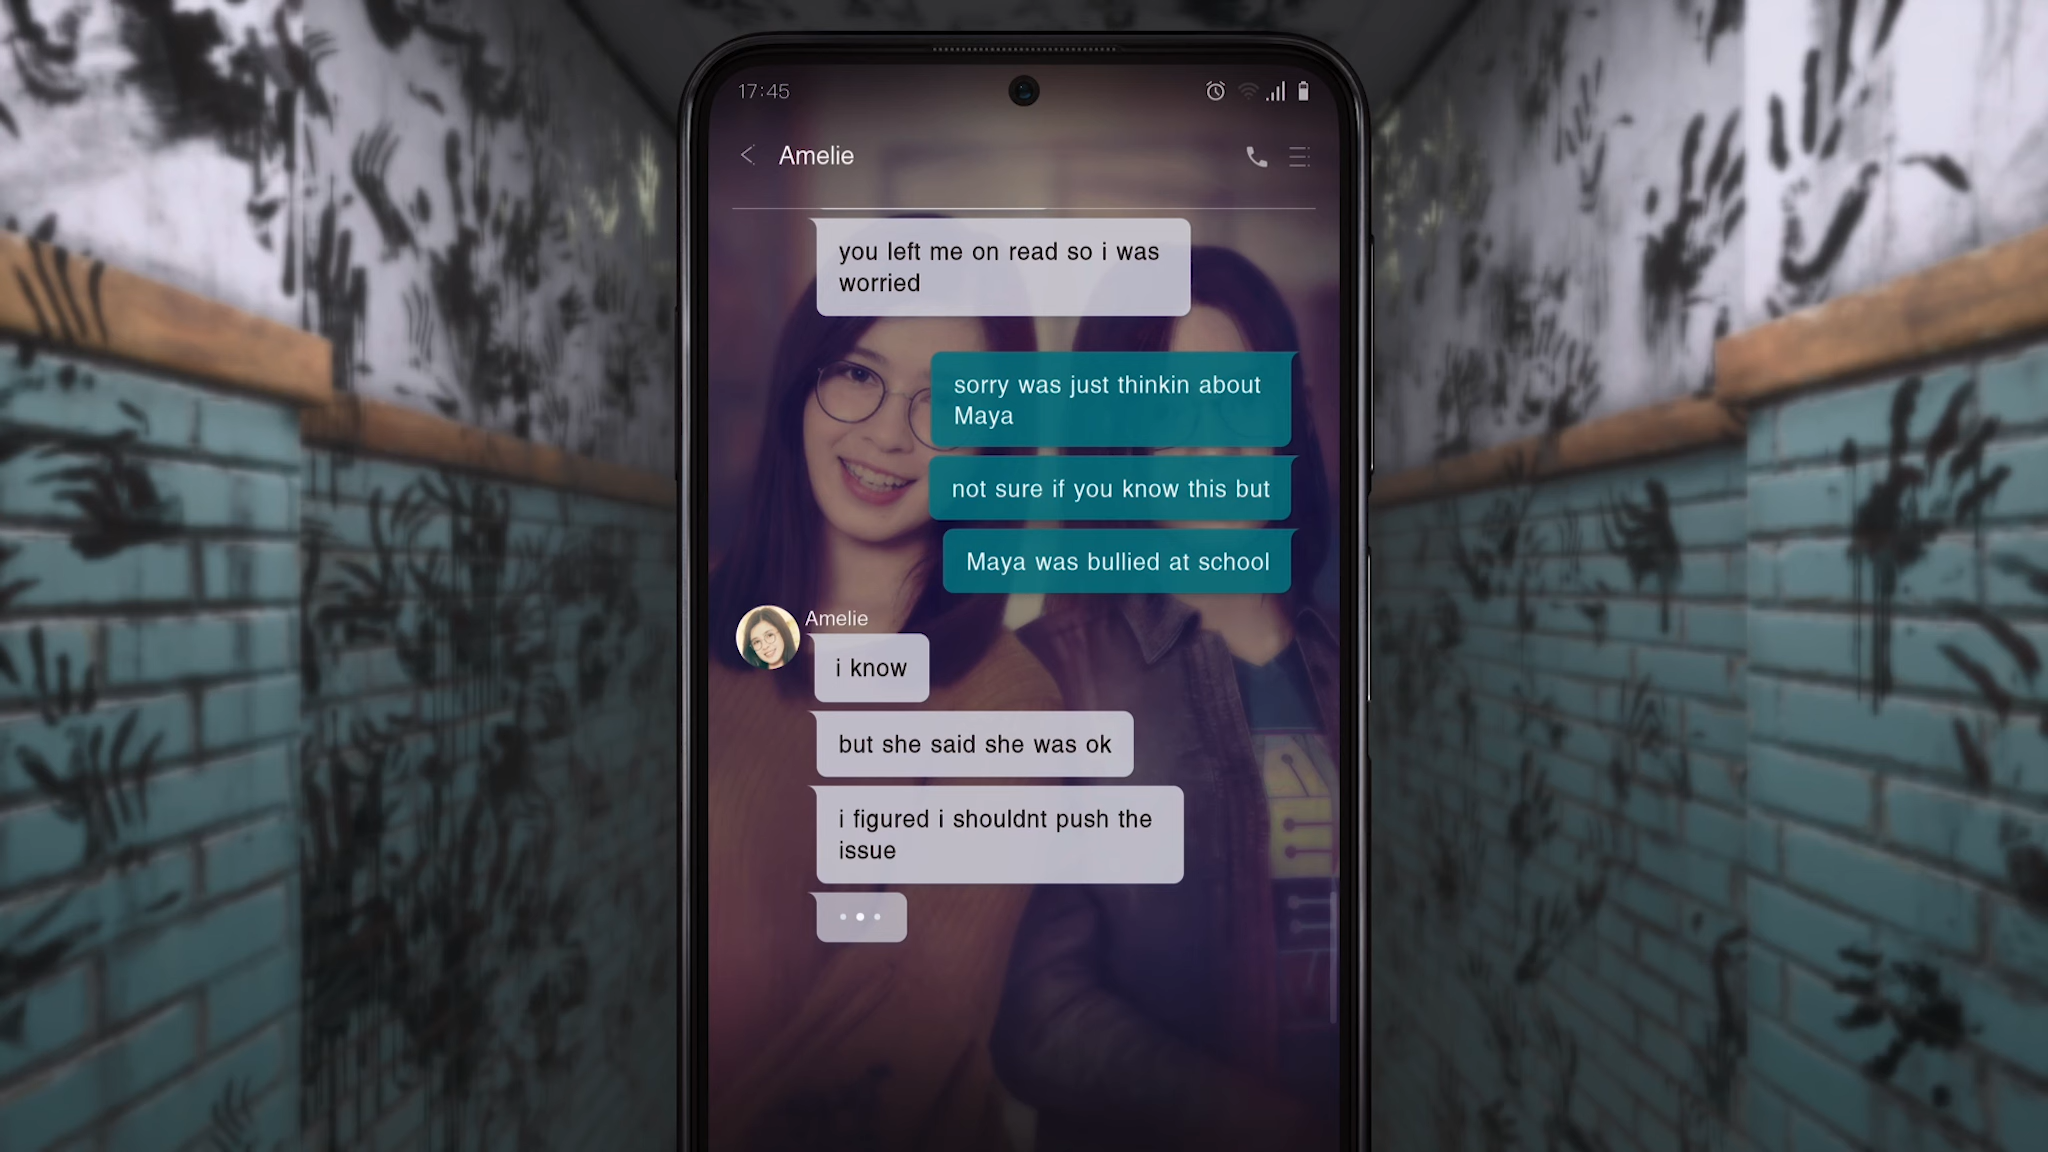 17:45
Amelie
you left me on read so i was
worried
sorry was just thinkin about
Maya
not sure if you know this but
Maya was bullied at school
Amelie
i know
but she said she was ok
i figured i shouldnt push the
issue